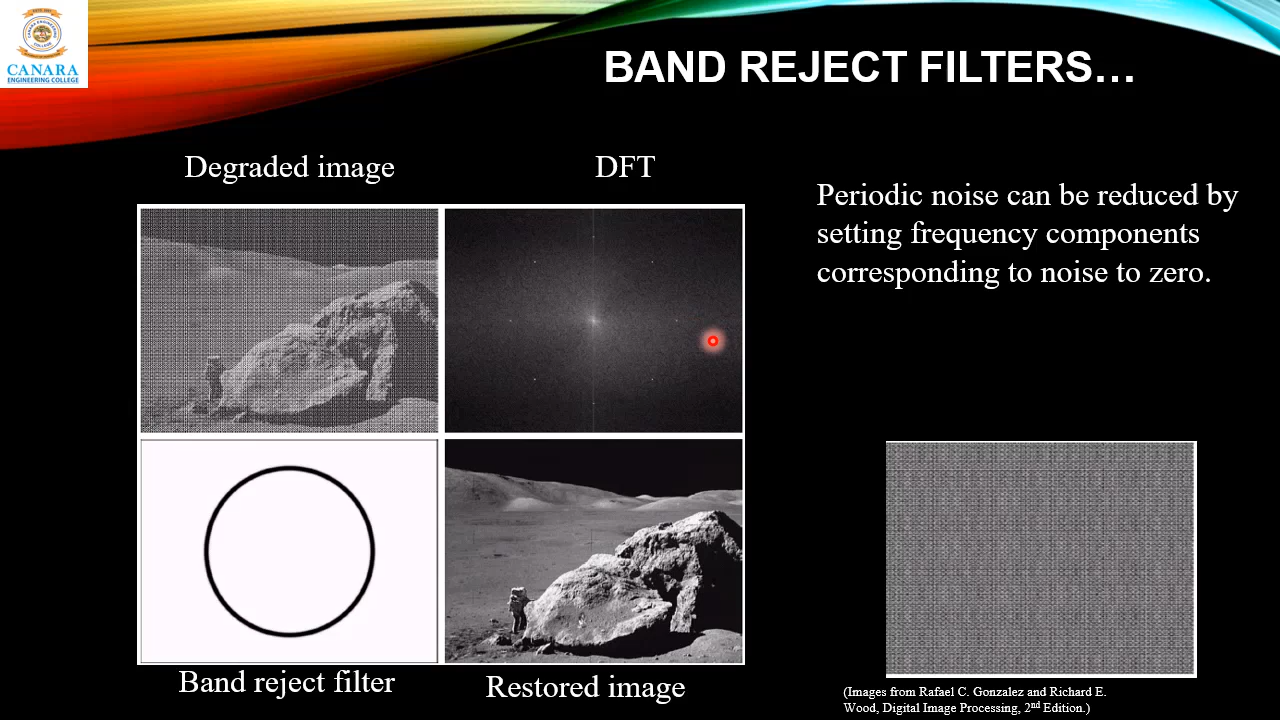 CANARA
ENGINEERING COLLEGE
BAND REJECT FILTERS…
Degraded image
DFT
Periodic noise can be reduced by
setting frequency components
corresponding to noise to zero.
Band reject filter
Restored image
(Images from Rafael C. Gonzalez and Richard E.
Wood, Digital Image Processing, 2nd Edition.)